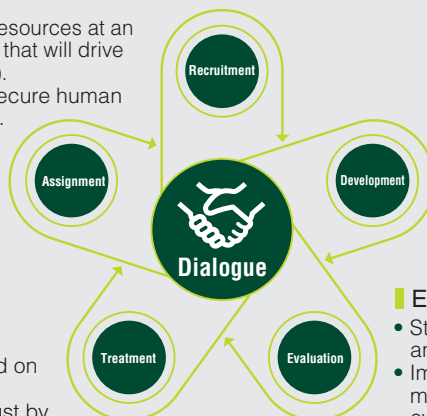 esources at an
that will drive
).
ecure human
.
Recruitment
Assignment
Development
Dialogue
Treatment
Evaluation
E
• St
ar
• Im
m
d on
ust by